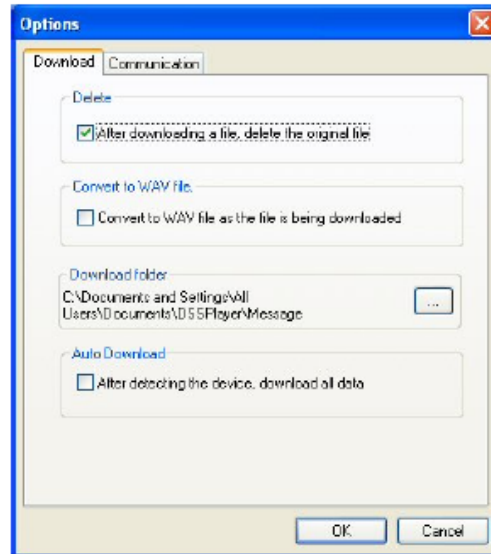 Options
Download Communication
Delete
After downloading a file, delete the original file
Convert to WAV file.
Convert to WAV file as the file is being downloaded
Download folder
C:\Documents and Settings\All
Users\Documents\DSSPlayer\Message
...
Auto Download
After detecting the device, download all data
OK Cancel